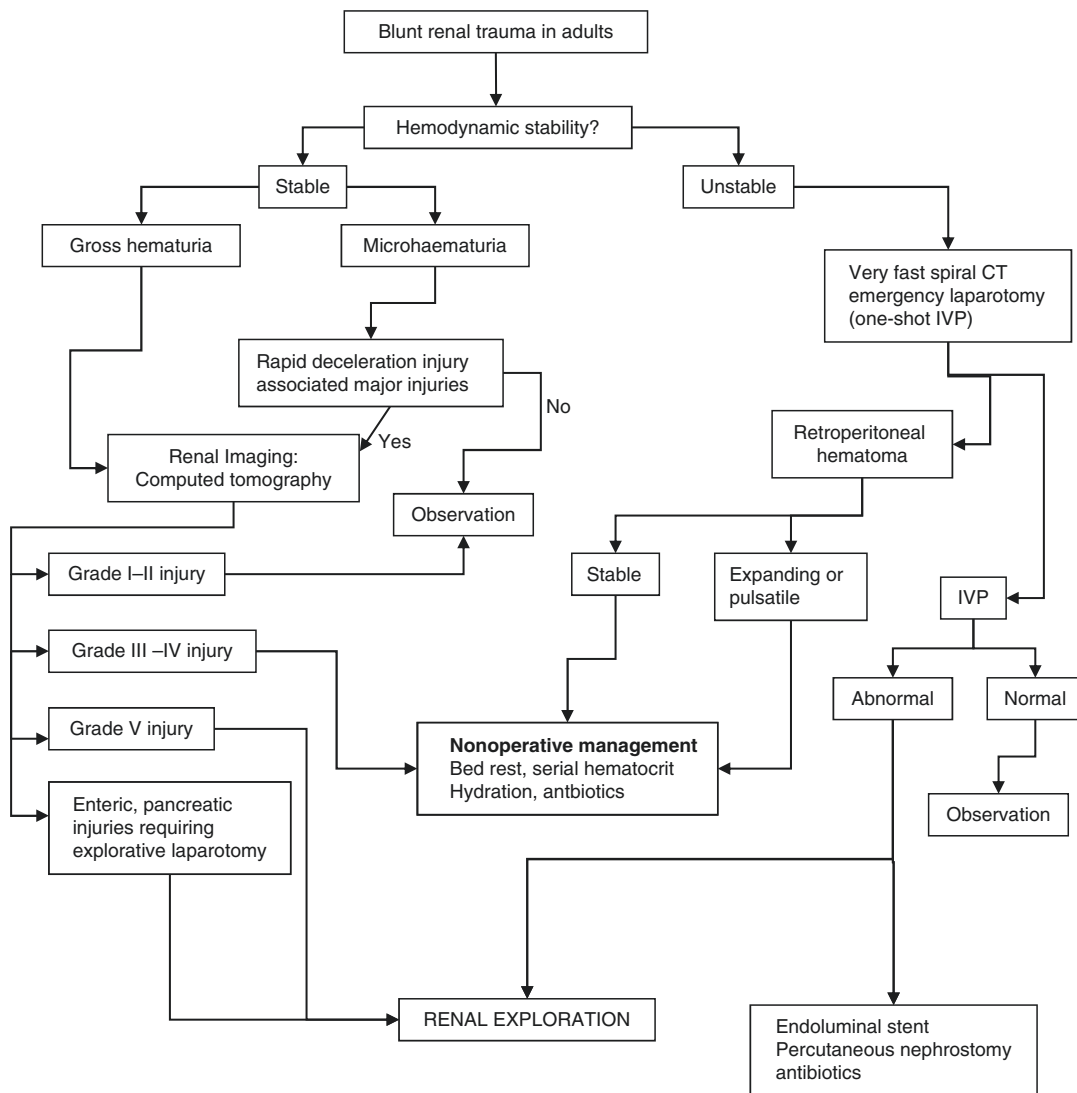 Blunt renal trauma in adults
Hemodynamic stability?
Stable
Unstable
Gross hematuria
Microhaematuria
Very fast spiral CT
emergency laparotomy
(one-shot IVP)
Rapid deceleration injury
associated major injuries
No
Yes
Retroperitoneal
hematoma
Renal Imaging:
Computed tomography
Observation
Grade I–II injury
Stable
Expanding or
pulsatile
IVP
Grade III –IV injury
Abnormal
Normal
Grade V injury
Nonoperative management
Bed rest, serial hematocrit
Hydration, antbiotics
Observation
Enteric, pancreatic
injuries requiring
explorative laparotomy
RENAL EXPLORATION
Endoluminal stent
Percutaneous nephrostomy
antibiotics